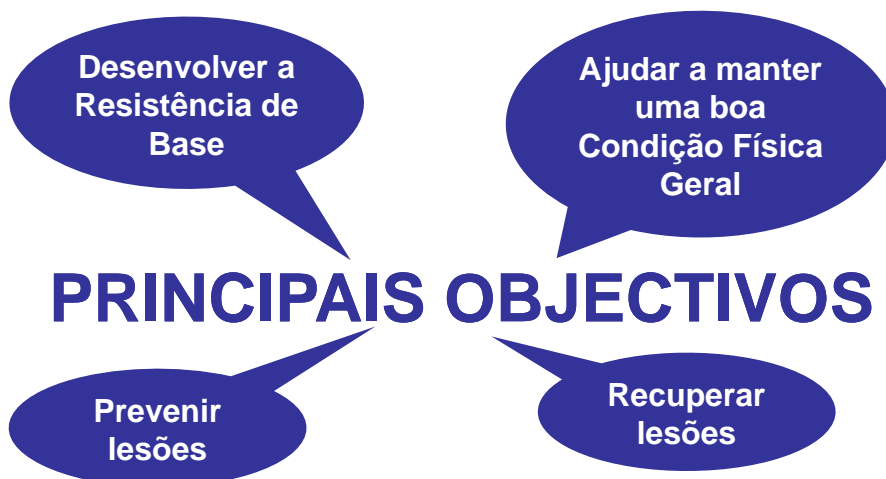 Desenvolver a
Resistência de
Base
Ajudar a manter
uma boa
Condição Física
Geral
PRINCIPAIS OBJECTIVOS
Prevenir
lesões
Recuperar
lesões